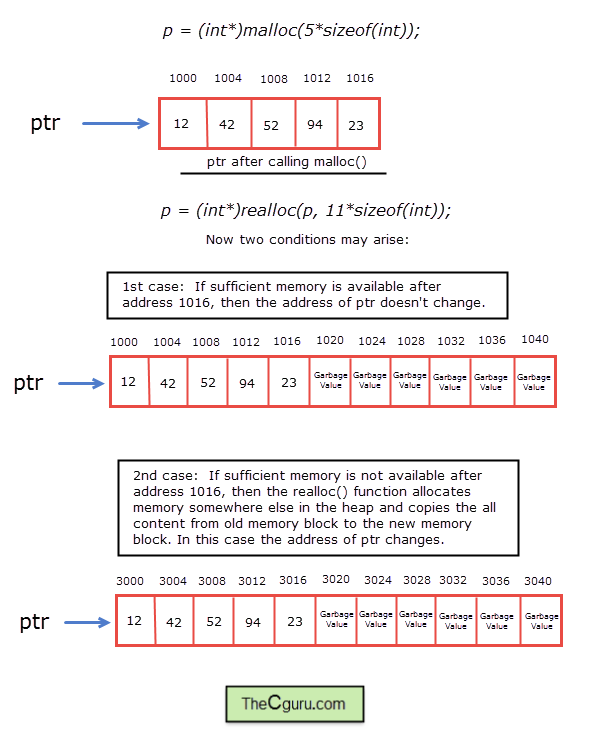 p = (int*)malloc(5*sizeof(int));
1000 1004 1008 1012 1016
ptr
12 42 52 94 23
ptr after calling malloc()
p = (int*)realloc(p, 11*sizeof(int));
Now two conditions may arise:
1st case: If sufficient memory is available after
address 1016, then the address of ptr doesn't change.
1000 1004 1008 1012 1016 1020 1024 1028 1032 1036 1040
ptr
12 42 52 94 23 Garbage Garbage Garbage Garbage Garbage Garbage
Value Value Value Value Value Value
2nd case: If sufficient memory is not available after
address 1016, then the realloc() function allocates
memory somewhere else in the heap and copies the all
content from old memory block to the new memory
block. In this case the address of ptr changes.
3000 3004 3008 3012 3016 3020 3024 3028 3032 3036 3040
ptr
12 42 52 94 23 Garbage Garbage Garbage Garbage Garbage Garbage
Value Value Value Value Value Value
TheCguru.com